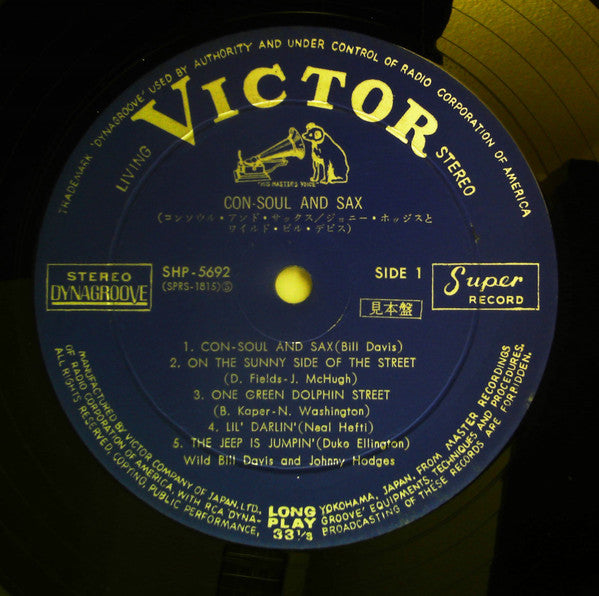 TRADEMARK 'DYNAGROOVE' USED BY AUTHORITY AND UNDER CONTROL OF RADIO CORPORATION OF AMERICA
LIVING VICTOR STEREO
"HIS MASTER'S VOICE"
CON-SOUL AND SAX
(コンソウル・アンド・サックス/ジョニー・ホッジスと
ワイルド・ビル・デビス)
STEREO
DYNAGROOVE
SHP-5692
(SPRS-1815)Ⓢ
SIDE 1
Super
RECORD
見本盤
1. CON-SOUL AND SAX(Bill Davis)
2. ON THE SUNNY SIDE OF THE STREET
(D. Fields-J. McHugh)
3. ONE GREEN DOLPHIN STREET
(B. Kaper-N. Washington)
4. LIL' DARLIN'(Neal Hefti)
5. THE JEEP IS JUMPIN'(Duke Ellington)
Wild Bill Davis and Johnny Hodges
MANUFACTURED BY VICTOR COMPANY OF JAPAN, LTD., YOKOHAMA, JAPAN, FROM MASTER RECORDINGS
OF RADIO CORPORATION OF AMERICA WITH RCA 'DYNAGROOVE' EQUIPMENTS, TECHNIQUES AND PROCEDURES.
ALL RIGHTS RESERVED, COPYING, PUBLIC PERFORMANCE, BROADCASTING OF THESE RECORDS ARE FORBIDDEN.
LONG
PLAY
33⅓